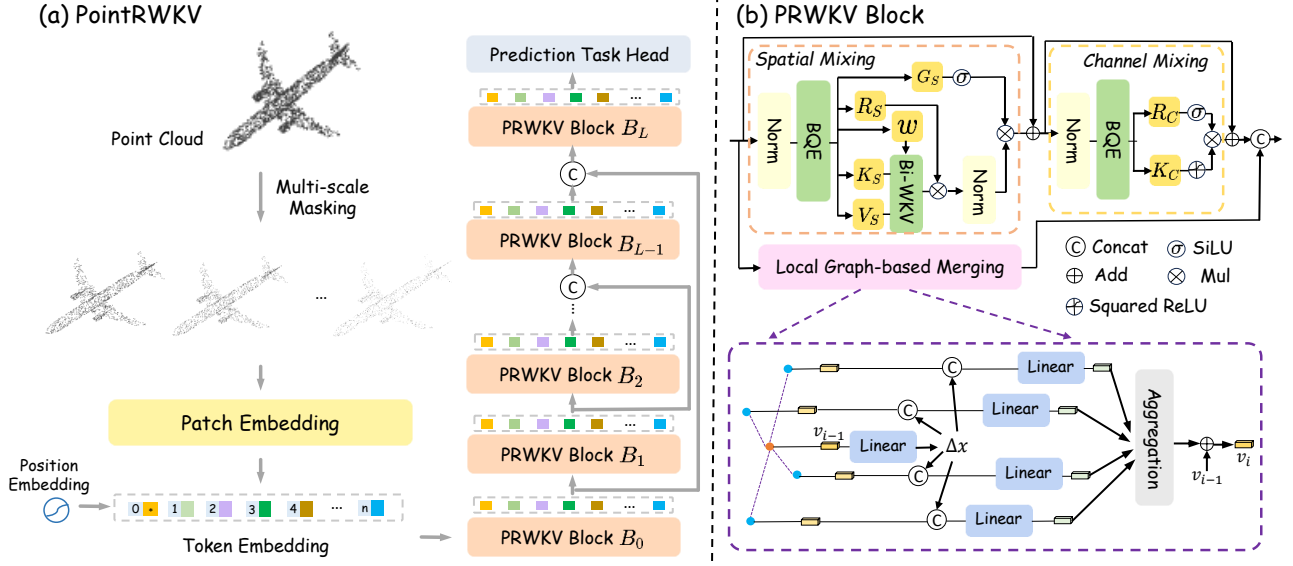 (a) PointRWKV
Point Cloud
Multi-scale
Masking
...
Patch Embedding
Position
Embedding
0 * 1 2 3 4 ... n
Token Embedding
Prediction Task Head
...
PRWKV Block B_L
C
...
PRWKV Block B_{L-1}
C
...
...
PRWKV Block B_2
...
PRWKV Block B_1
...
PRWKV Block B_0
(b) PRWKV Block
Spatial Mixing
Norm
BQE
G_S σ
R_S
w
K_S
V_S
Bi-WKV
Norm
Channel Mixing
Norm
BQE
R_C σ
K_C
C
Local Graph-based Merging
C Concat
σ SiLU
Add
Mul
Squared ReLU
C Linear
C Linear
v_{i-1} Linear Δx
C Linear
C Linear
Aggregation
v_{i-1}
v_i